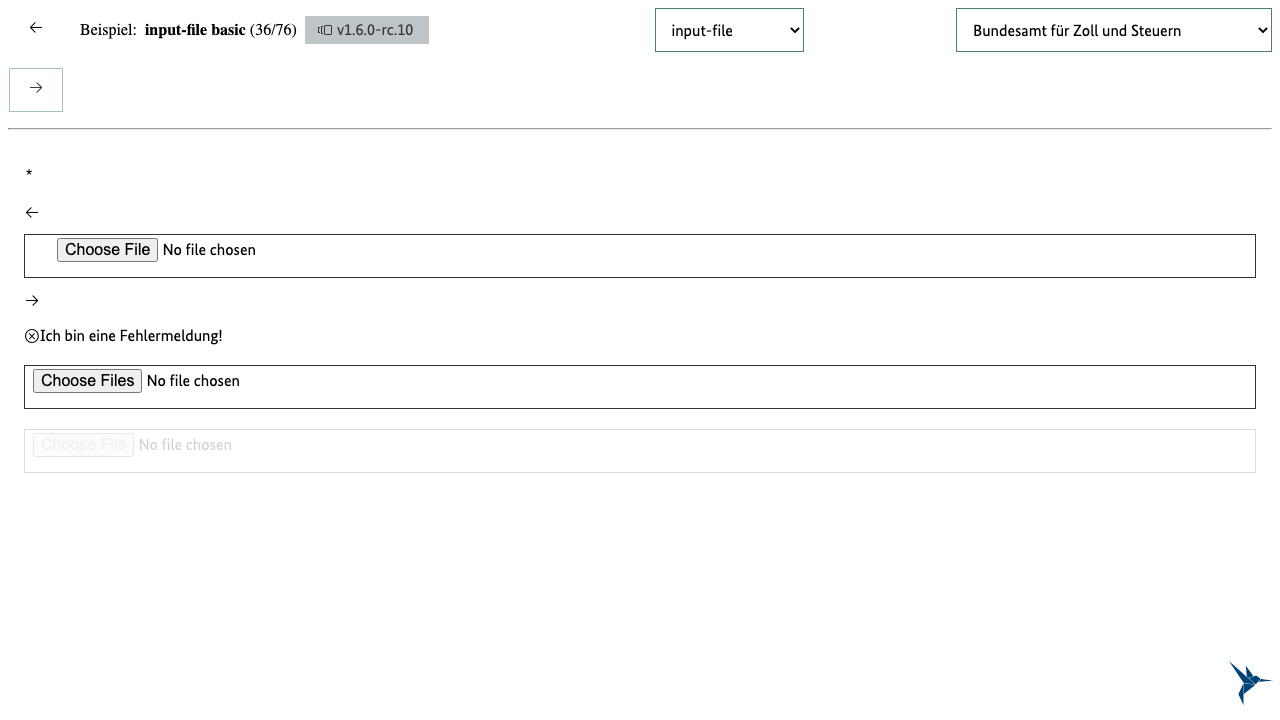 ← Beispiel: input-file basic (36/76) v1.6.0-rc.10 input-file Bundesamt für Zoll und Steuern
→
*
←
Choose File No file chosen
→
Ich bin eine Fehlermeldung!
Choose Files No file chosen
Choose File No file chosen